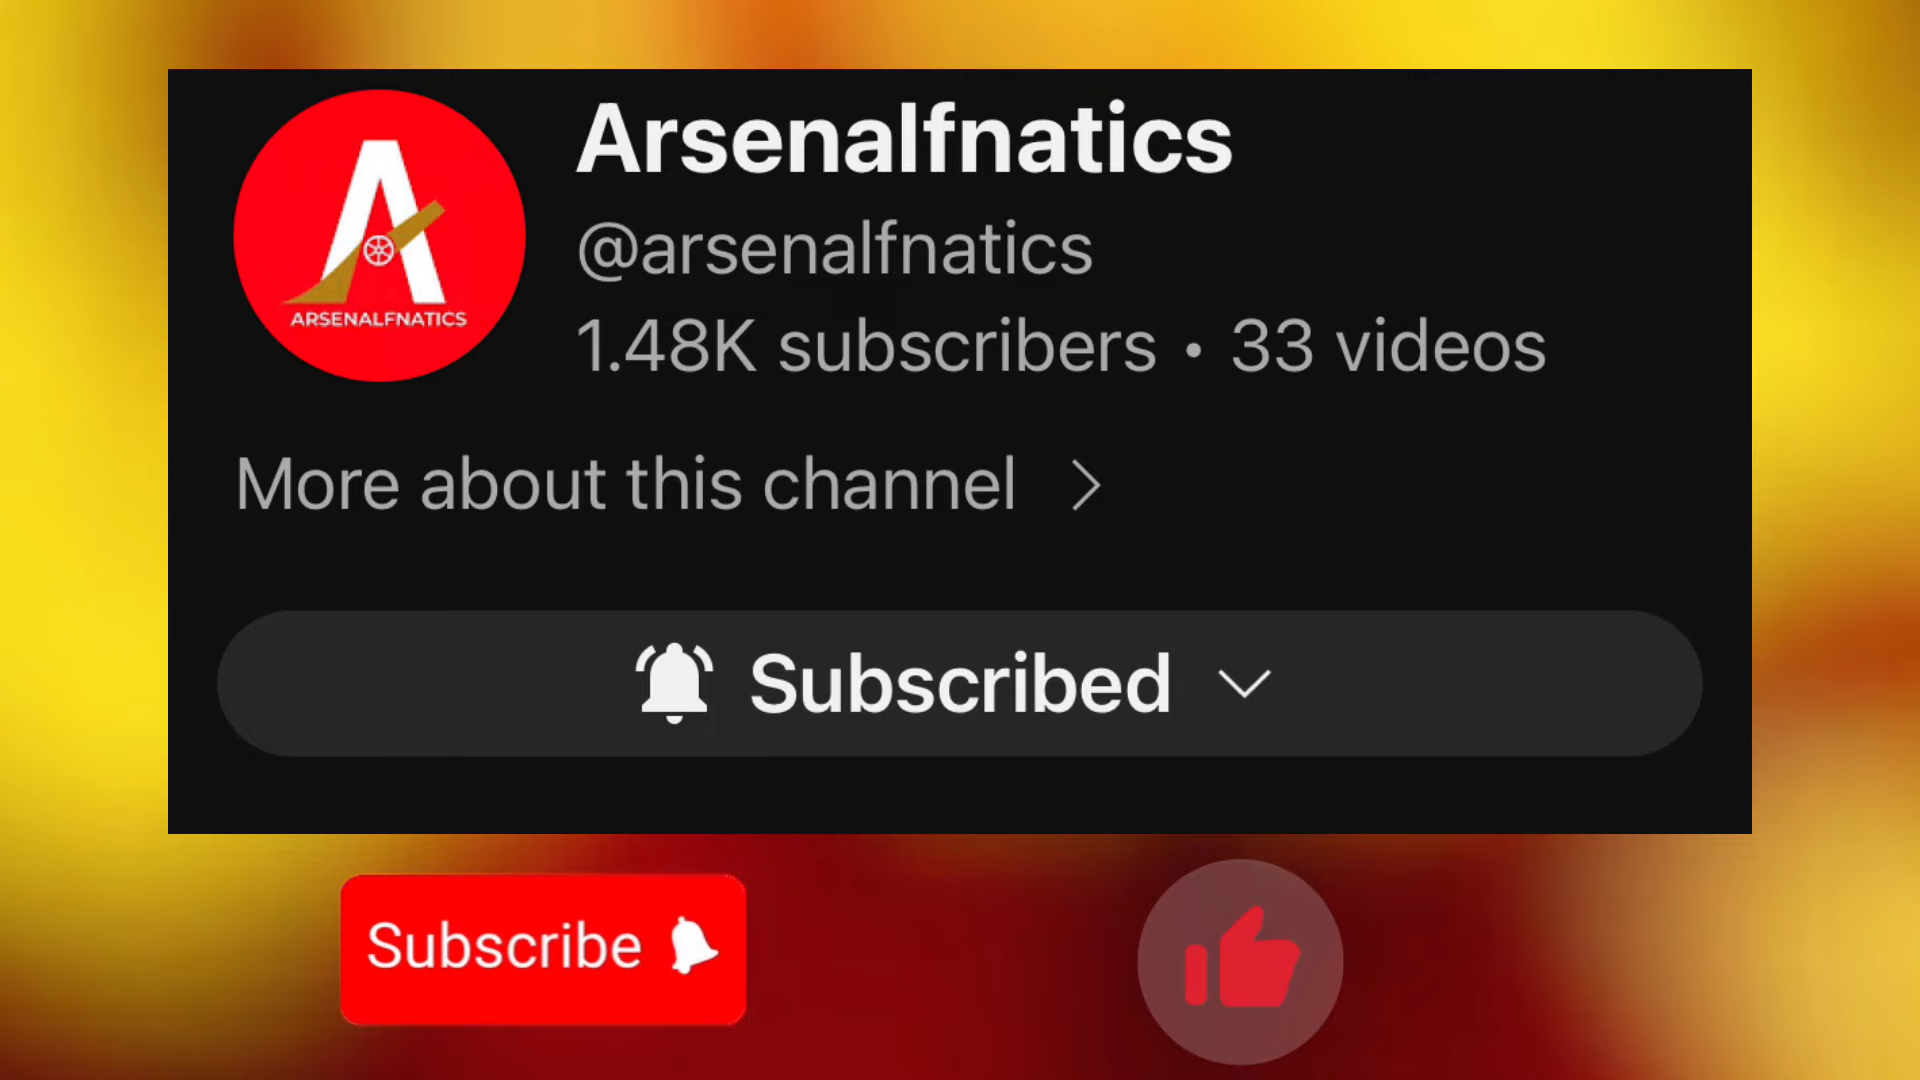 Arsenalfnatics
@arsenalfnatics
1.48K subscribers • 33 videos
ARSENALFNATICS
More about this channel
Subscribed
Subscribe